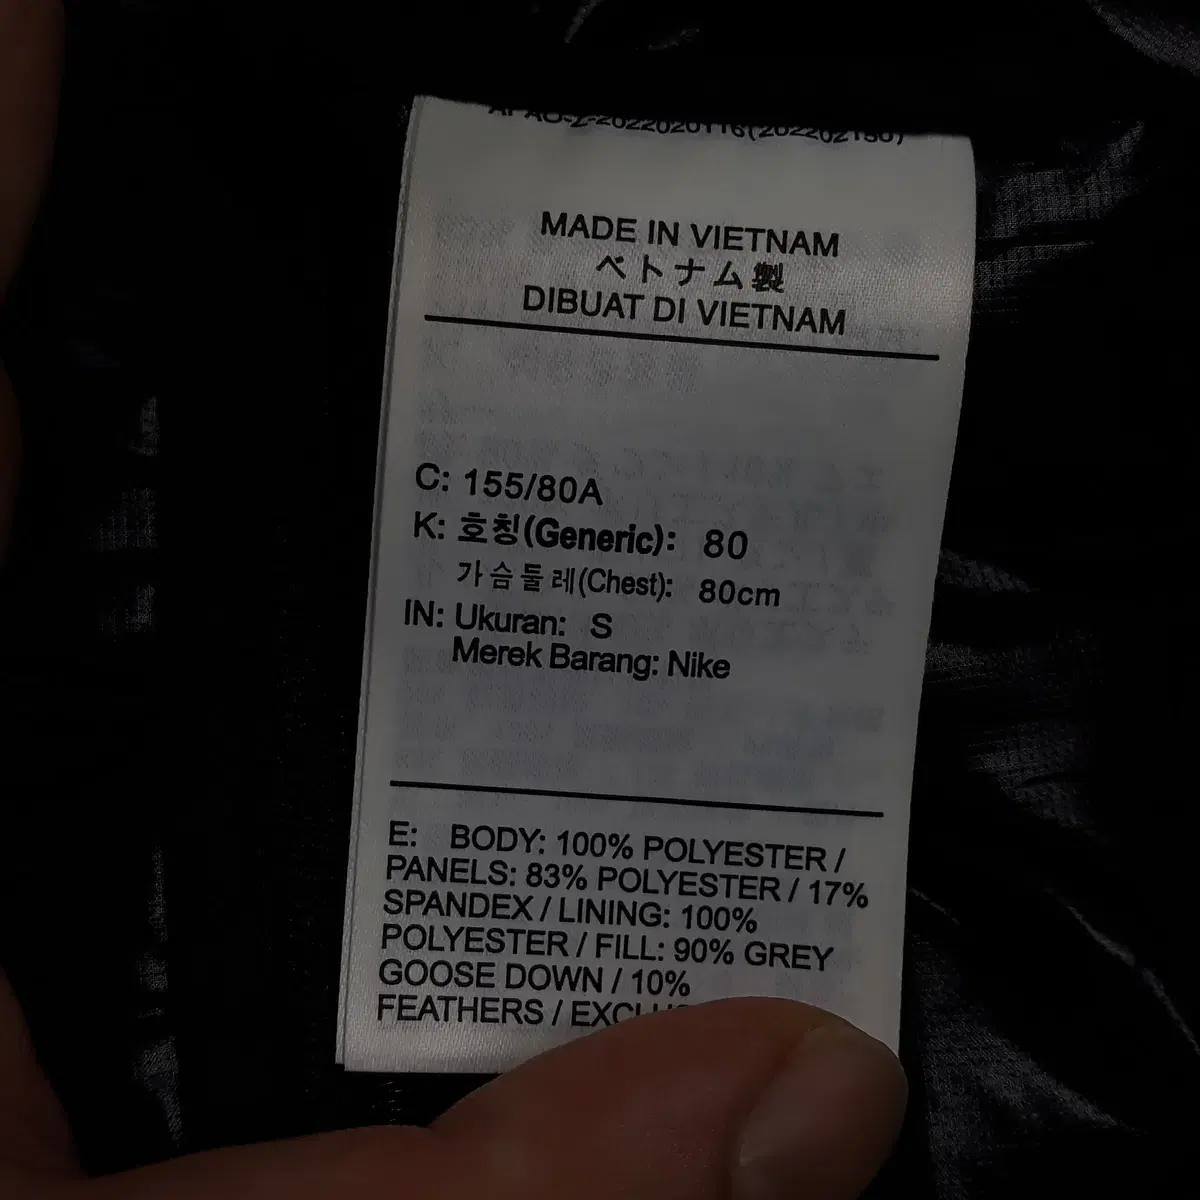 MADE IN VIETNAM
ベトナム製
DIBUAT DI VIETNAM
C: 155/80A
K: 호칭(Generic): 80
가슴둘레(Chest): 80cm
IN: Ukuran: S
Merek Barang: Nike
E: BODY: 100% POLYESTER /
PANELS: 83% POLYESTER / 17%
SPANDEX / LINING: 100%
POLYESTER / FILL: 90% GREY
GOOSE DOWN / 10%
FEATHERS /